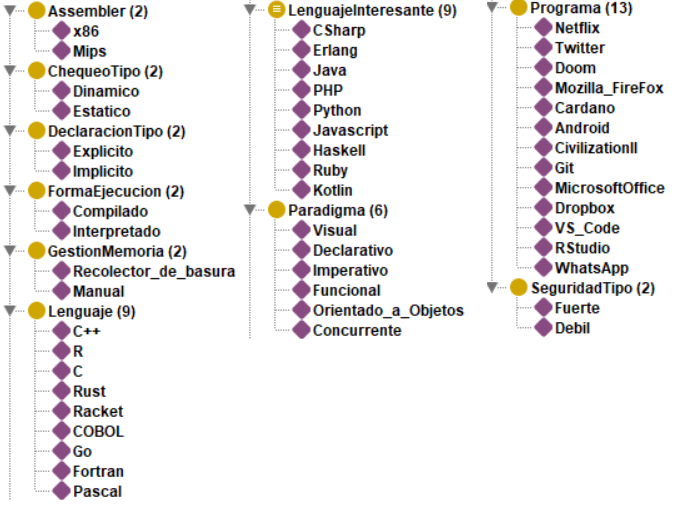 Assembler (2)
x86
Mips
ChequeoTipo (2)
Dinamico
Estatico
DeclaracionTipo (2)
Explicito
Implicito
FormaEjecucion (2)
Compilado
Interpretado
GestionMemoria (2)
Recolector_de_basura
Manual
Lenguaje (9)
C++
R
C
Rust
Racket
COBOL
Go
Fortran
Pascal
LenguajeInteresante (9)
CSharp
Erlang
Java
PHP
Python
Javascript
Haskell
Ruby
Kotlin
Paradigma (6)
Visual
Declarativo
Imperativo
Funcional
Orientado_a_Objetos
Concurrente
Programa (13)
Netflix
Twitter
Doom
Mozilla_FireFox
Cardano
Android
CivilizationII
Git
MicrosoftOffice
Dropbox
VS_Code
RStudio
WhatsApp
SeguridadTipo (2)
Fuerte
Debil